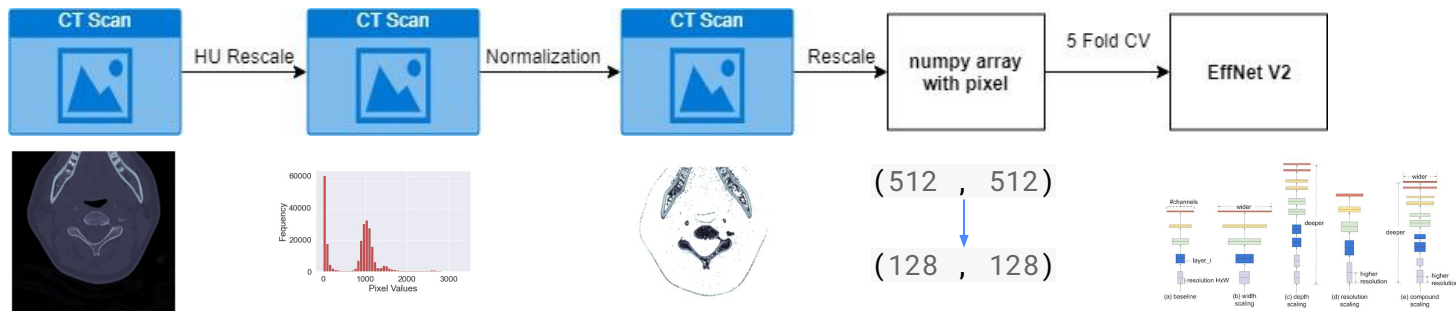 CT Scan
HU Rescale
CT Scan
Normalization
CT Scan
Rescale
numpy array
with pixel
5 Fold CV
EffNet V2
60000
40000
20000
0
Fequency
0
1000
2000
3000
Pixel Values
(512 , 512)
(128 , 128)
#channels
layer_i
resolution HxW
(a) baseline
wider
(b) width
scaling
deeper
(c) depth scaling
higher
resolution
(d) resolution
scaling
wider
deeper
higher
resolution
(e) compound
scaling